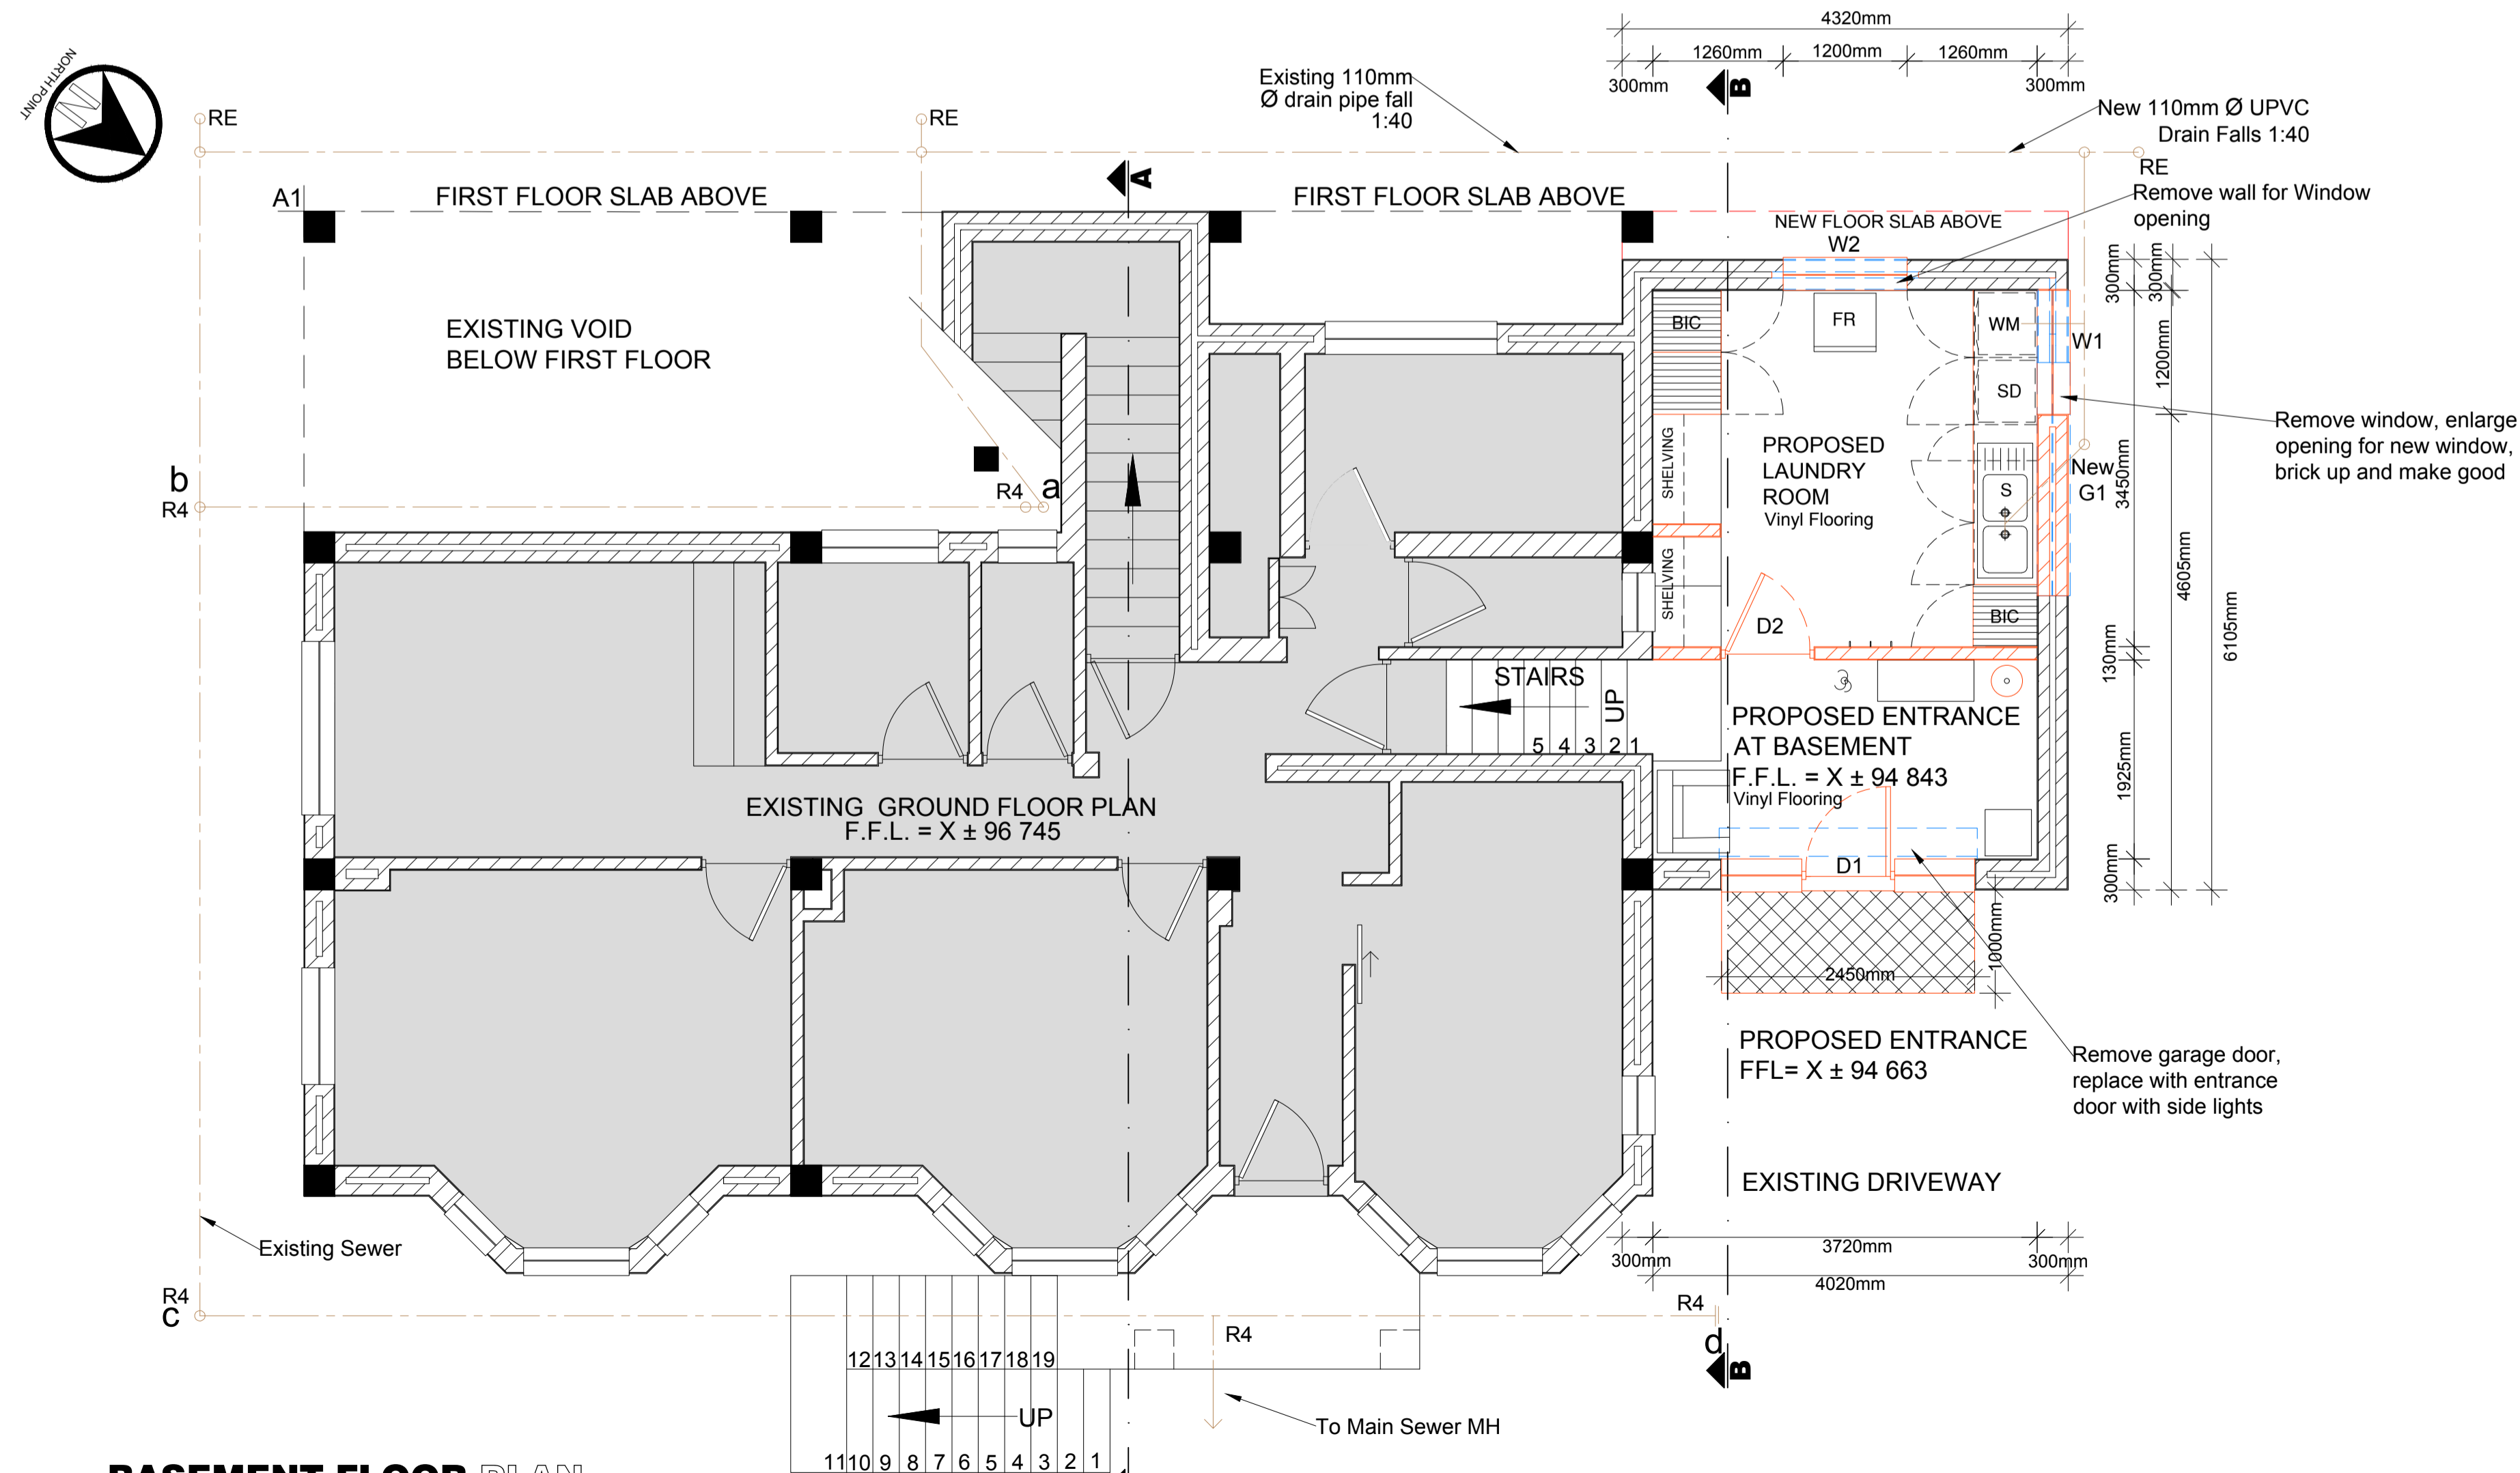 4320mm
1260mm
1200mm
1260mm
300mm
300mm
B
NORTH POINT
N
Existing 110mm
Ø drain pipe fall
1:40
New 110mm Ø UPVC
Drain Falls 1:40
RE
RE
RE
A1
FIRST FLOOR SLAB ABOVE
A
FIRST FLOOR SLAB ABOVE
Remove wall for Window
opening
NEW FLOOR SLAB ABOVE
W2
300mm
300mm
EXISTING VOID
BELOW FIRST FLOOR
BIC
FR
WM
W1
1200mm
SD
Remove window, enlarge
opening for new window,
brick up and make good
SHELVING
PROPOSED
LAUNDRY
ROOM
Vinyl Flooring
S
New
G1
3450mm
b
R4
R4
a
4605mm
SHELVING
BIC
D2
6105mm
130mm
STAIRS
UP
5
4
3
2
1
PROPOSED ENTRANCE
AT BASEMENT
F.F.L. = X ± 94 843
Vinyl Flooring
1925mm
EXISTING GROUND FLOOR PLAN
F.F.L. = X ± 96 745
D1
300mm
1000mm
2450mm
PROPOSED ENTRANCE
FFL= X ± 94 663
Remove garage door,
replace with entrance
door with side lights
EXISTING DRIVEWAY
Existing Sewer
300mm
3720mm
300mm
4020mm
R4
c
R4
R4
d
B
12
13
14
15
16
17
18
19
UP
To Main Sewer MH
11
10
9
8
7
6
5
4
3
2
1
BASEMENT FLOOR PLAN